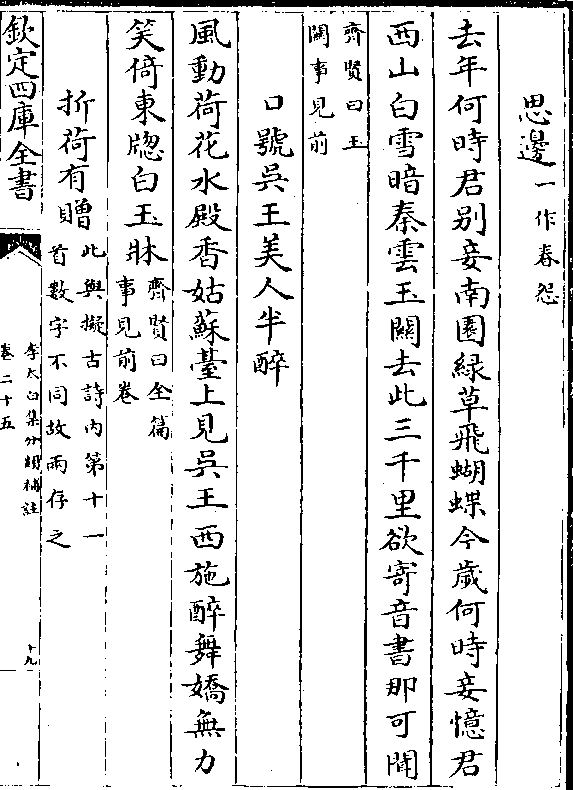 思邊一作春怨
去年何時君别妾南園緑草飛蝴蝶今歲何時妾憶君
西山白雪暗秦雲玉關去此三千里欲寄音書那可聞
齊賢曰玉
關事見前
口號吳王美人半醉
風動荷花水殿香姑蘇臺上見吳王西施醉舞嬌無力
笑倚東牕白玉牀齊賢曰全篇
事見前卷
折荷有贈此與擬古詩内第十一
首數字不同故兩存之
欽定四庫全書
李太白集分類補註
卷二十五
十九